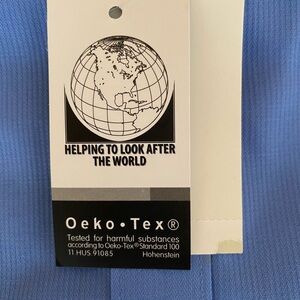 HELPING TO LOOK AFTER
THE WORLD
Oeko • Tex®
Tested for harmful substances
according to Oeko-Tex® Standard 100
11 HUS 91085 Hohenstein